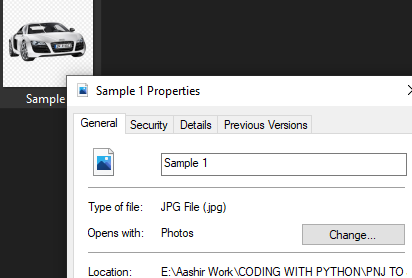 Sample
Sample 1 Properties
General Security Details Previous Versions
Sample 1
Type of file: JPG File (.jpg)
Opens with: Photos Change...
Location: E:\Aashir Work\CODING WITH PYTHON\PNJ TO